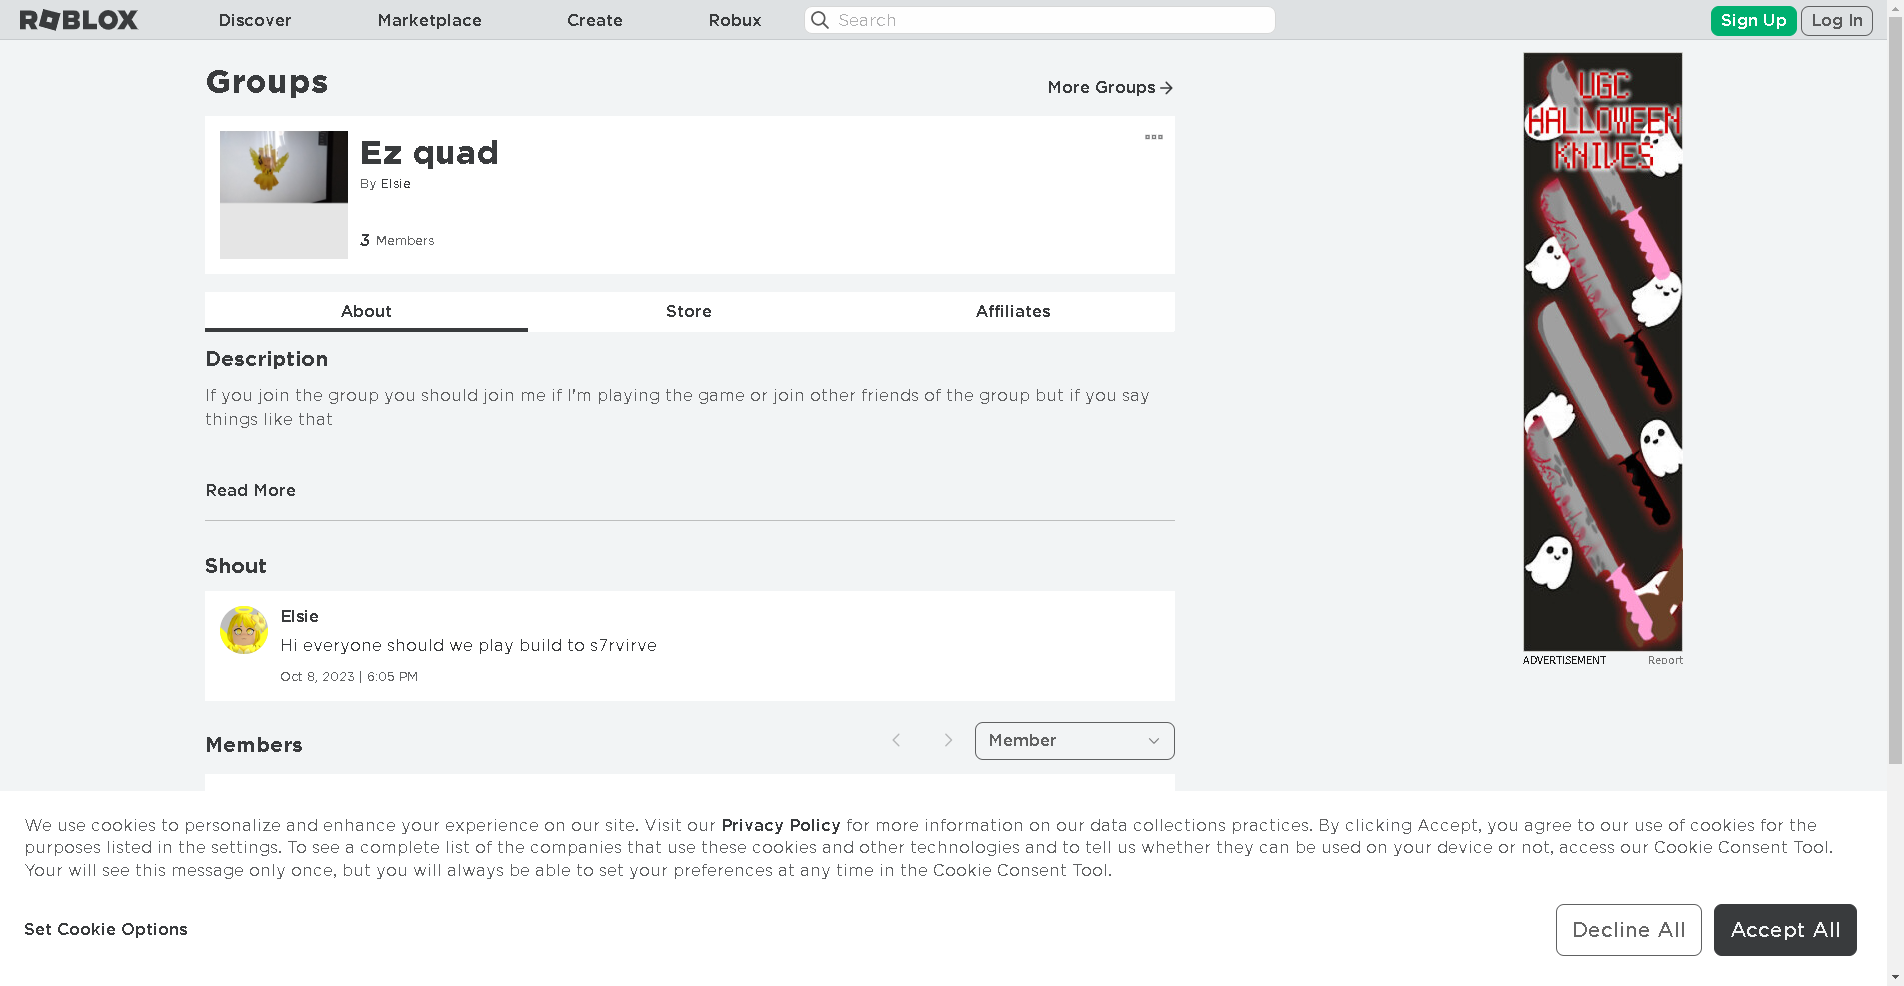 ROBLOX
Discover
Marketplace
Create
Robux
Search
Sign Up
Log In
Groups
More Groups
Ez quad
By Elsie
3 Members
About
Store
Affiliates
Description
If you join the group you should join me if I'm playing the game or join other friends of the group but if you say
things like that
Read More
Shout
Elsie
Hi everyone should we play build to s7rvirve
Oct 8, 2023 | 6:05 PM
Members
Member
UGC
HALLOWEEN
KNIVES
ADVERTISEMENT
Report
We use cookies to personalize and enhance your experience on our site. Visit our Privacy Policy for more information on our data collections practices. By clicking Accept, you agree to our use of cookies for the
purposes listed in the settings. To see a complete list of the companies that use these cookies and other technologies and to tell us whether they can be used on your device or not, access our Cookie Consent Tool.
Your will see this message only once, but you will always be able to set your preferences at any time in the Cookie Consent Tool.
Set Cookie Options
Decline All
Accept All